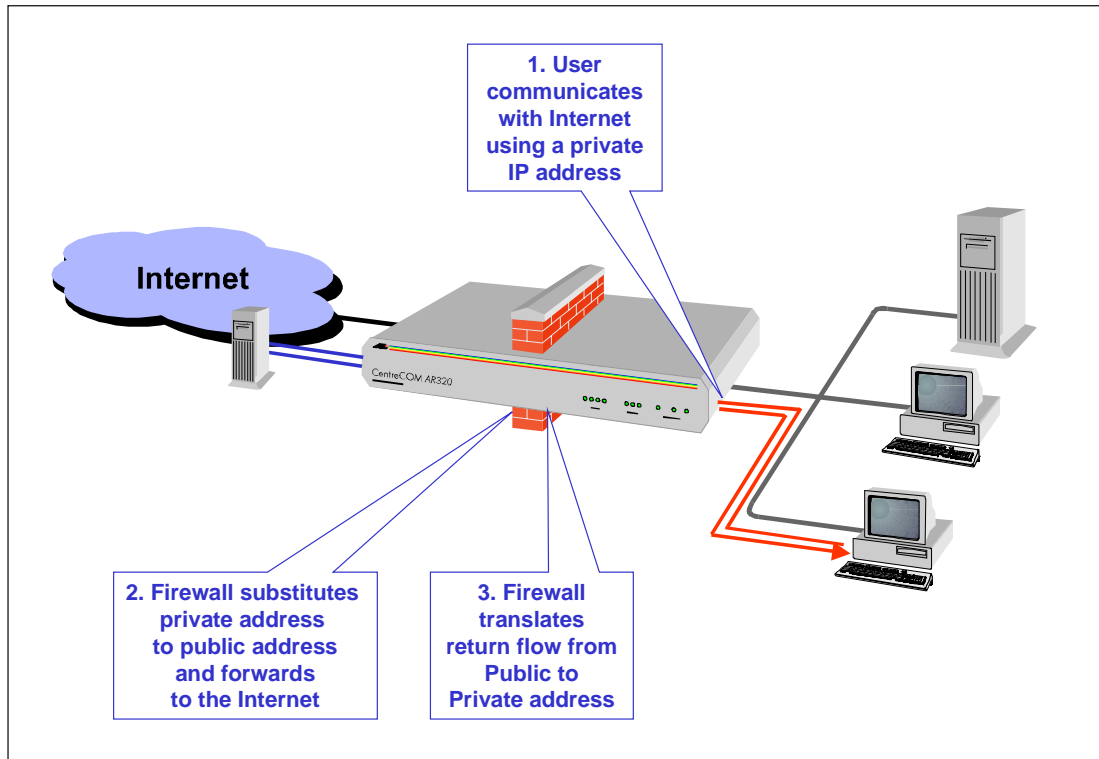 1. User
communicates
with Internet
using a private
IP address
Internet
CentreCOM AR320
2. Firewall substitutes
private address
to public address
and forwards
to the Internet
3. Firewall
translates
return flow from
Public to
Private address